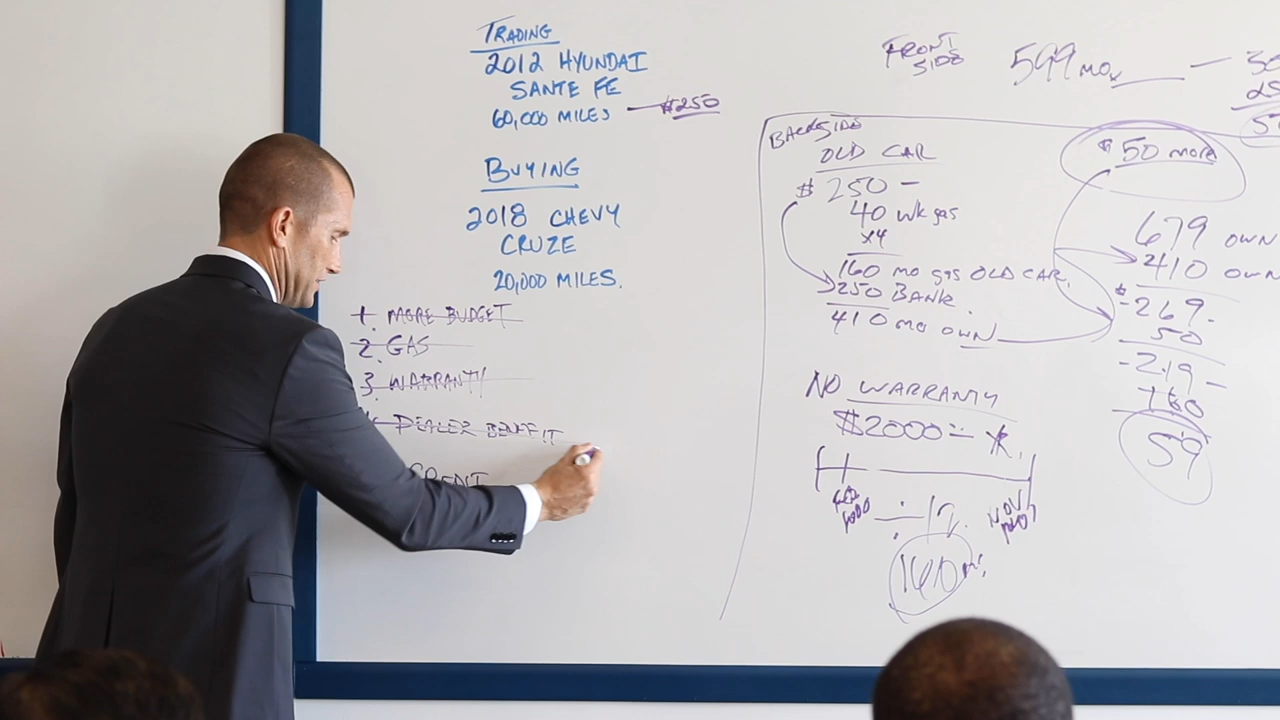 TRADING
2012 HYUNDAI
SANTE FE
60,000 MILES — $250
BUYING
2018 CHEVY
CRUZE
20,000 MILES.
1. MORE BUDGET
2. GAS
3. WARRANTY
DEALER BENEFIT
CREDIT
FRONT
SIDE
599 mo,
BACKSIDE
OLD CAR
$ 250 —
40 wk gas
x4
160 mo gas OLD CAR,
250 BANK
410 mo OWN
NO WARRANTY
$2000
÷ 12
160 m.
$50 more
679 OWN
410 OWN
$-269-
50
-219-
160
59